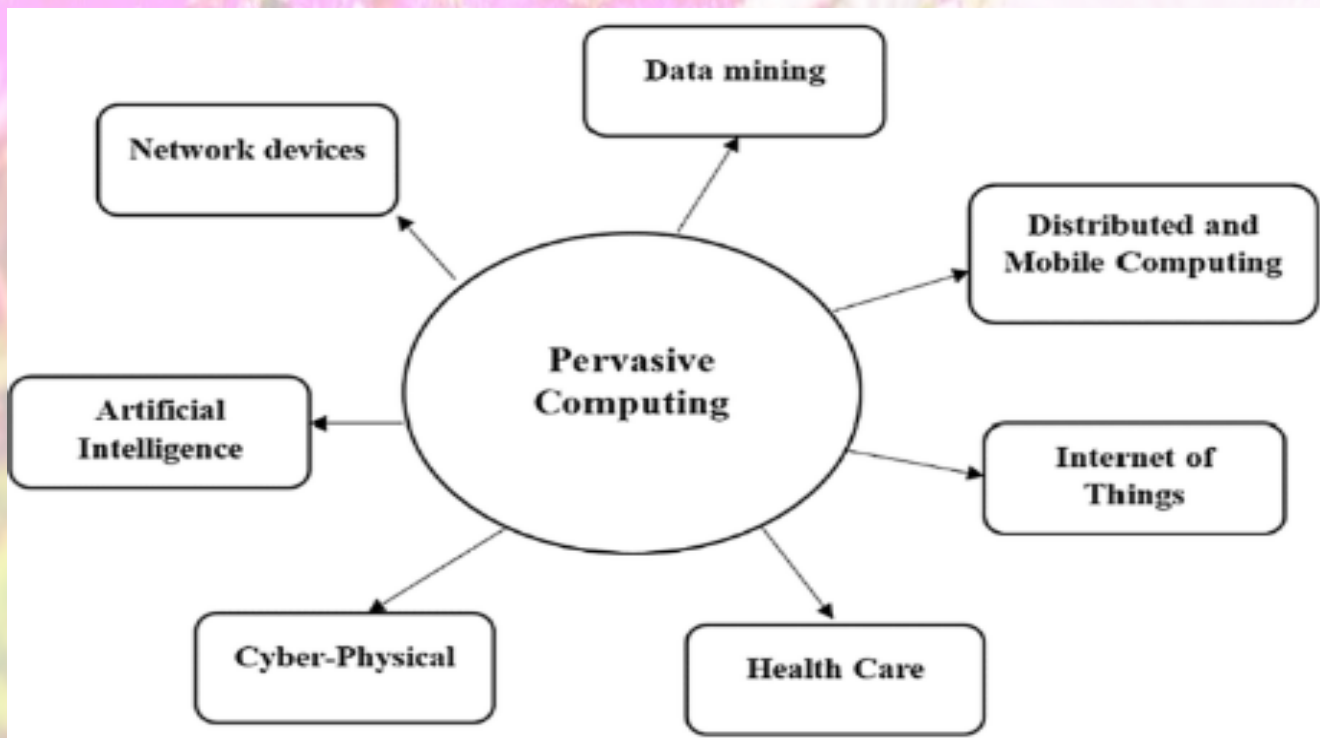 Data mining
Network devices
Distributed and
Mobile Computing
Pervasive
Computing
Artificial
Intelligence
Internet of
Things
Cyber-Physical
Health Care